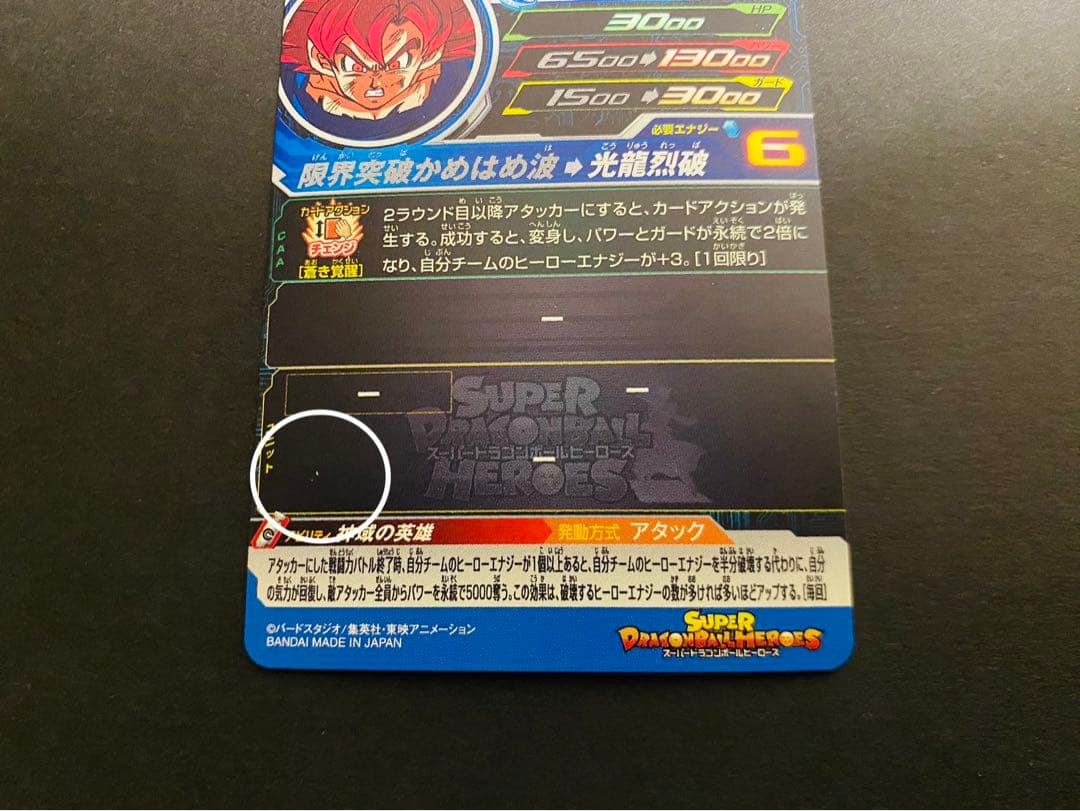 HP
3000
パワー
6500➡13000
ガード
1500➡3000
必要エナジー
6
限界突破かめはめ波➡光龍烈破
カードアクション
チェンジ
[蒼き覚醒]
CAA
2ラウンド目以降アタッカーにすると、カードアクションが発
生する。成功すると、変身し、パワーとガードが永続で2倍に
なり、自分チームのヒーローエナジーが+3。[1回限り]
ー
ー
ー
ー
SUPER
DRAGONBALL
スーパードラゴンボールヒーローズ
HEROES
ユニット
アビリティ 神域の英雄
発動方式 アタック
アタッカーにした戦闘力バトル終了時、自分チームのヒーローエナジーが1個以上あると、自分チームのヒーローエナジーを半分破壊する代わりに、自分
の気力が回復し、敵アタッカー全員からパワーを永続で5000奪う。この効果は、破壊するヒーローエナジーの数が多ければ多いほどアップする。[毎回]
©バードスタジオ/集英社・東映アニメーション
BANDAI MADE IN JAPAN
SUPER
DRAGONBALL HEROES
スーパードラゴンボールヒーローズ